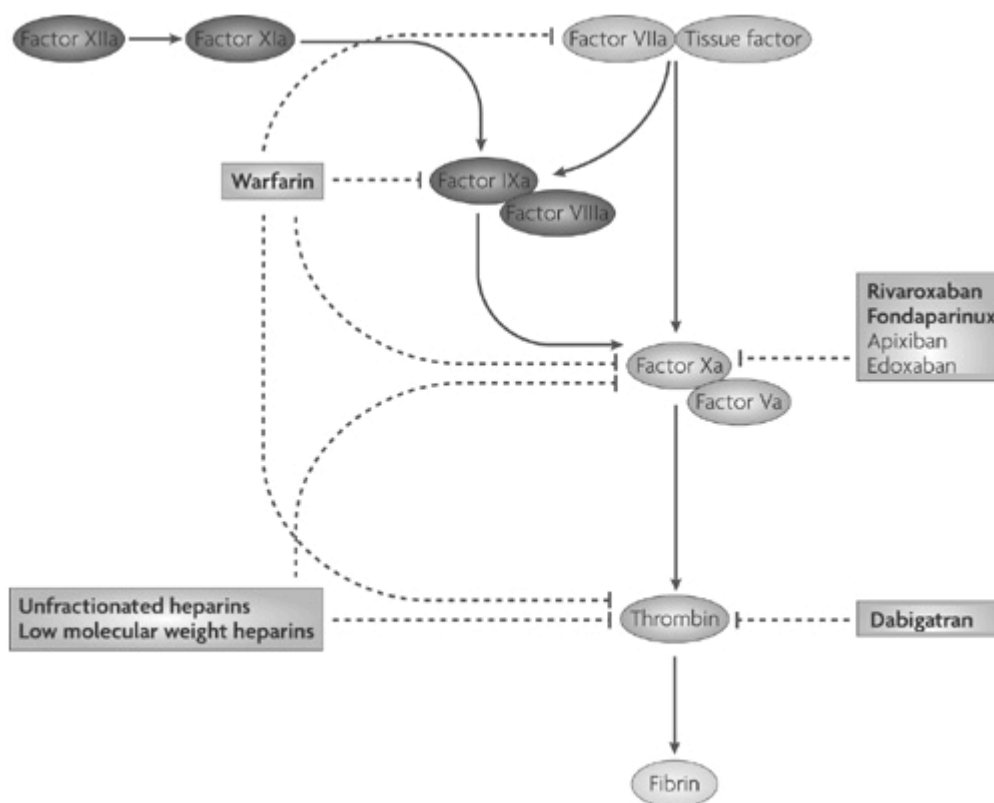 Factor XIIa
Factor XIa
Factor VIIa
Tissue factor
Warfarin
Factor IXa
Factor VIIIa
Rivaroxaban
Fondaparinux
Apixiban
Edoxaban
Factor Xa
Factor Va
Unfractionated heparins
Low molecular weight heparins
Thrombin
Dabigatran
Fibrin